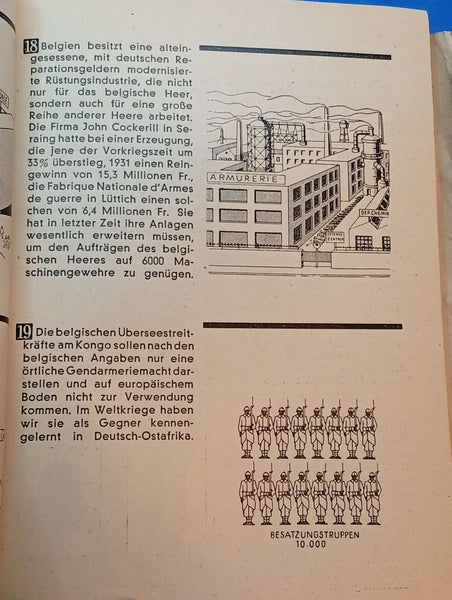 18 Belgien besitzt eine altein-
gesessene, mit deutschen Re-
parationsgeldern modernisier-
te Rüstungsindustrie, die nicht
nur für das belgische Heer,
sondern auch für eine große
Reihe anderer Heere arbeitet.
Die Firma John Cockerill in Se-
raing hatte bei einer Erzeugung,
die jene der Vorkriegszeit um
33% überstieg, 1931 einen Rein-
gewinn von 15,3 Millionen Fr.,
die Fabrique Nationale d'Armes
de guerre in Lüttich einen sol-
chen von 6,4 Millionen Fr. Sie
hat in letzter Zeit ihre Anlagen
wesentlich erweitern müssen,
um den Aufträgen des belgi-
schen Heeres auf 6000 Ma-
schinengewehre zu genügen.
ARMURERIE
DEP. CHEMIN
DEFENSE
D'ENTRER
19 Die belgischen Überseestreit-
kräfte am Kongo sollen nach den
belgischen Angaben nur eine
örtliche Gendarmeriemacht dar-
stellen und auf europäischem
Boden nicht zur Verwendung
kommen. Im Weltkriege haben
wir sie als Gegner kennen-
gelernt in Deutsch-Ostafrika.
BESATZUNGSTRUPPEN
10.000